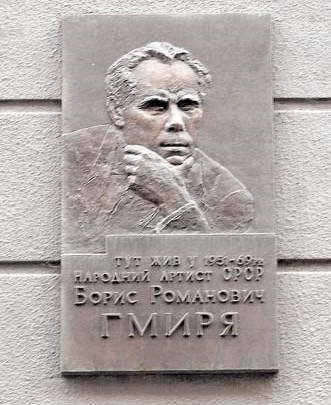 ТУТ ЖИВ У 1951-69рр.
НАРОДНИЙ АРТИСТ СРСР
БОРИС РОМАНОВИЧ
ГМИРЯ